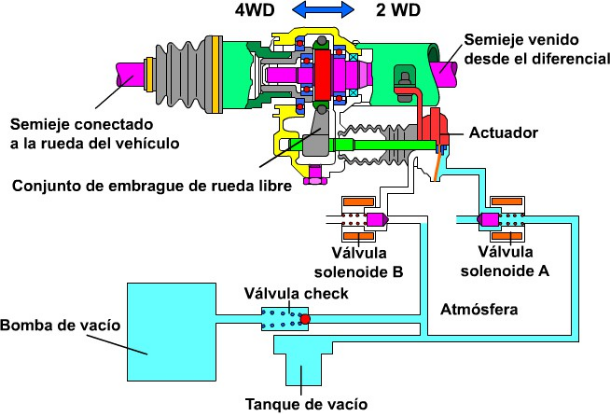 4WD
2 WD
Semieje venido
desde el diferencial
Semieje conectado
a la rueda del vehículo
Actuador
Conjunto de embrague de rueda libre
Válvula
solenoide B
Válvula
solenoide A
Válvula check
Atmósfera
Bomba de vacío
Tanque de vacío